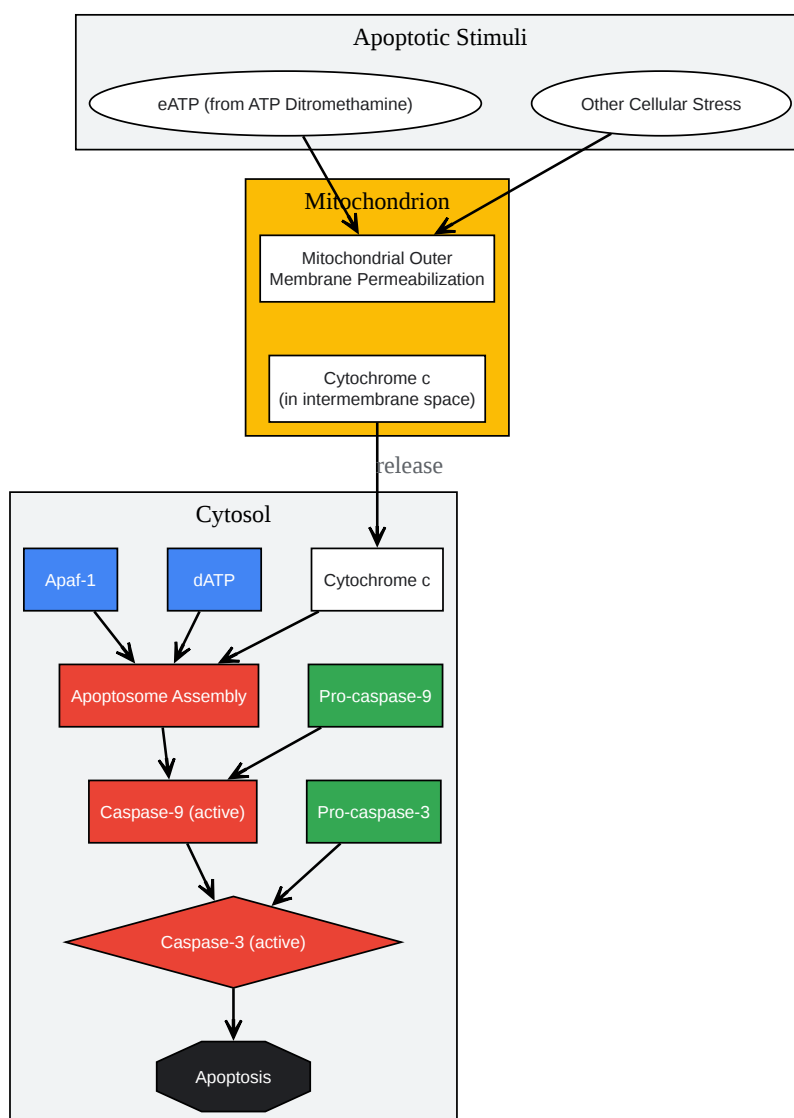 Apoptotic Stimuli
eATP (from ATP Ditromethamine)
Other Cellular Stress
Mitochondrion
Mitochondrial Outer
Membrane Permeabilization
Cytochrome c
(in intermembrane space)
release
Cytosol
Apaf-1
dATP
Cytochrome c
Apoptosome Assembly
Pro-caspase-9
Caspase-9 (active)
Pro-caspase-3
Caspase-3 (active)
Apoptosis